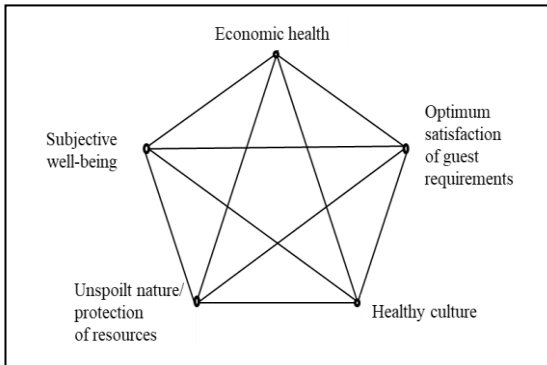 Economic health
Optimum
satisfaction
of guest
requirements
Subjective
well-being
Unspoilt nature/
protection
of resources
Healthy culture